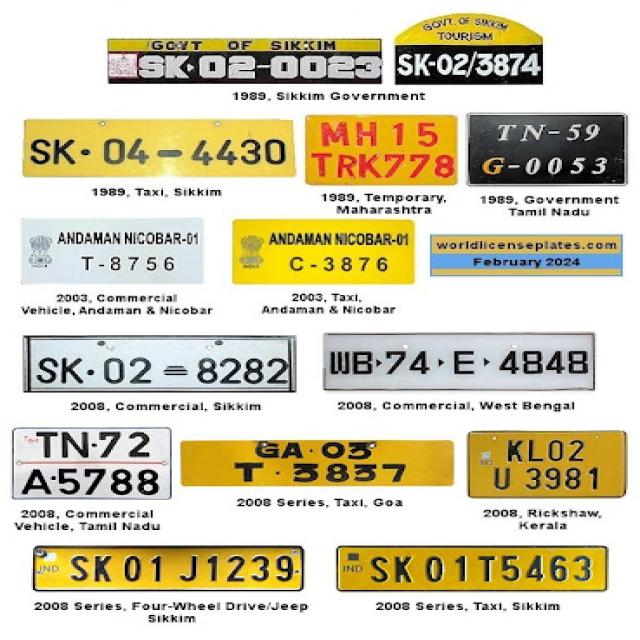 GOVT OF SIKKIM
SK·02-0023
GOVT. OF SIKKIM
TOURISM
SK-02/3874
1989, Sikkim Government
SK· 04-4430
1989, Taxi, Sikkim
MH 15
TRK778
1989, Temporary,
Maharashtra
TN-59
G-0053
1989, Government
Tamil Nadu
ANDAMAN NICOBAR-01
T-8756
INDIA
2003, Commercial
Vehicle, Andaman & Nicobar
ANDAMAN NICOBAR-01
C-3876
INDIA
2003, Taxi,
Andaman & Nicobar
worldlicenseplates.com
February 2024
SK·02=8282
2008, Commercial, Sikkim
WB·74·E·4848
2008, Commercial, West Bengal
TN·72
A·5788
2008, Commercial
Vehicle, Tamil Nadu
GA·03
T·3837
2008 Series, Taxi, Goa
IND
KL02
U 3981
2008, Rickshaw,
Kerala
IND SK 01 J1239
2008 Series, Four-Wheel Drive/Jeep
Sikkim
IND SK 01T5463
2008 Series, Taxi, Sikkim